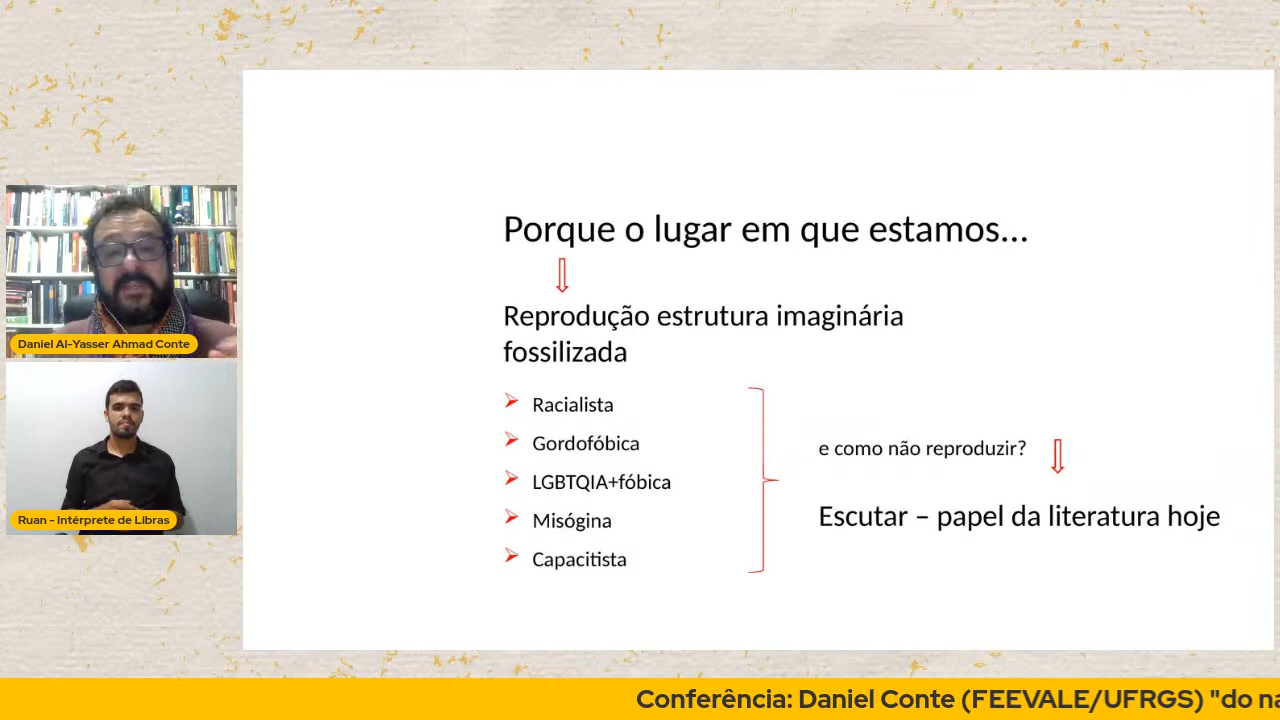 Porque o lugar em que estamos...
Reprodução estrutura imaginária
fossilizada
Racialista
Gordofóbica
LGBTQIA+fóbica
Misógina
Capacitista
e como não reproduzir?
Escutar – papel da literatura hoje
Daniel Al-Yasser Ahmad Conte
Ruan - Intérprete de Libras
Conferência: Daniel Conte (FEEVALE/UFRGS) "do na